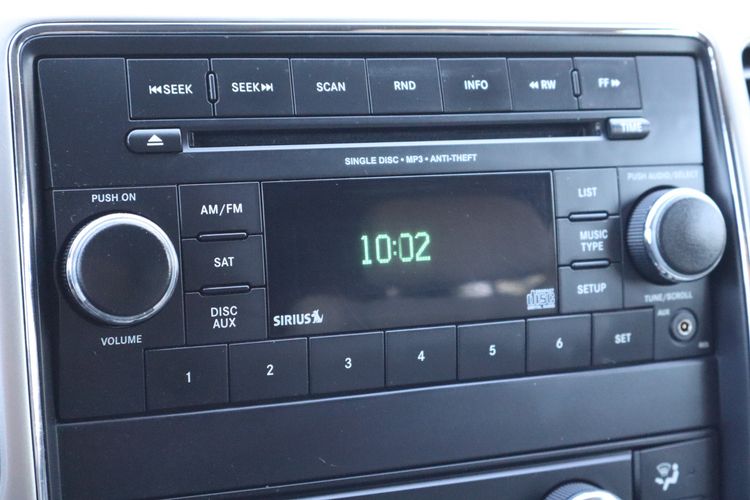 SEEK
SEEK
SCAN
RND
INFO
RW
FF
TIME
SINGLE DISC • MP3 • ANTI-THEFT
PUSH ON
VOLUME
AM/FM
SAT
DISC
AUX
10:02
SIRIUS
disc
LIST
MUSIC
TYPE
SETUP
PUSH AUDIO/SELECT
TUNE/SCROLL
AUX
1
2
3
4
5
6
SET